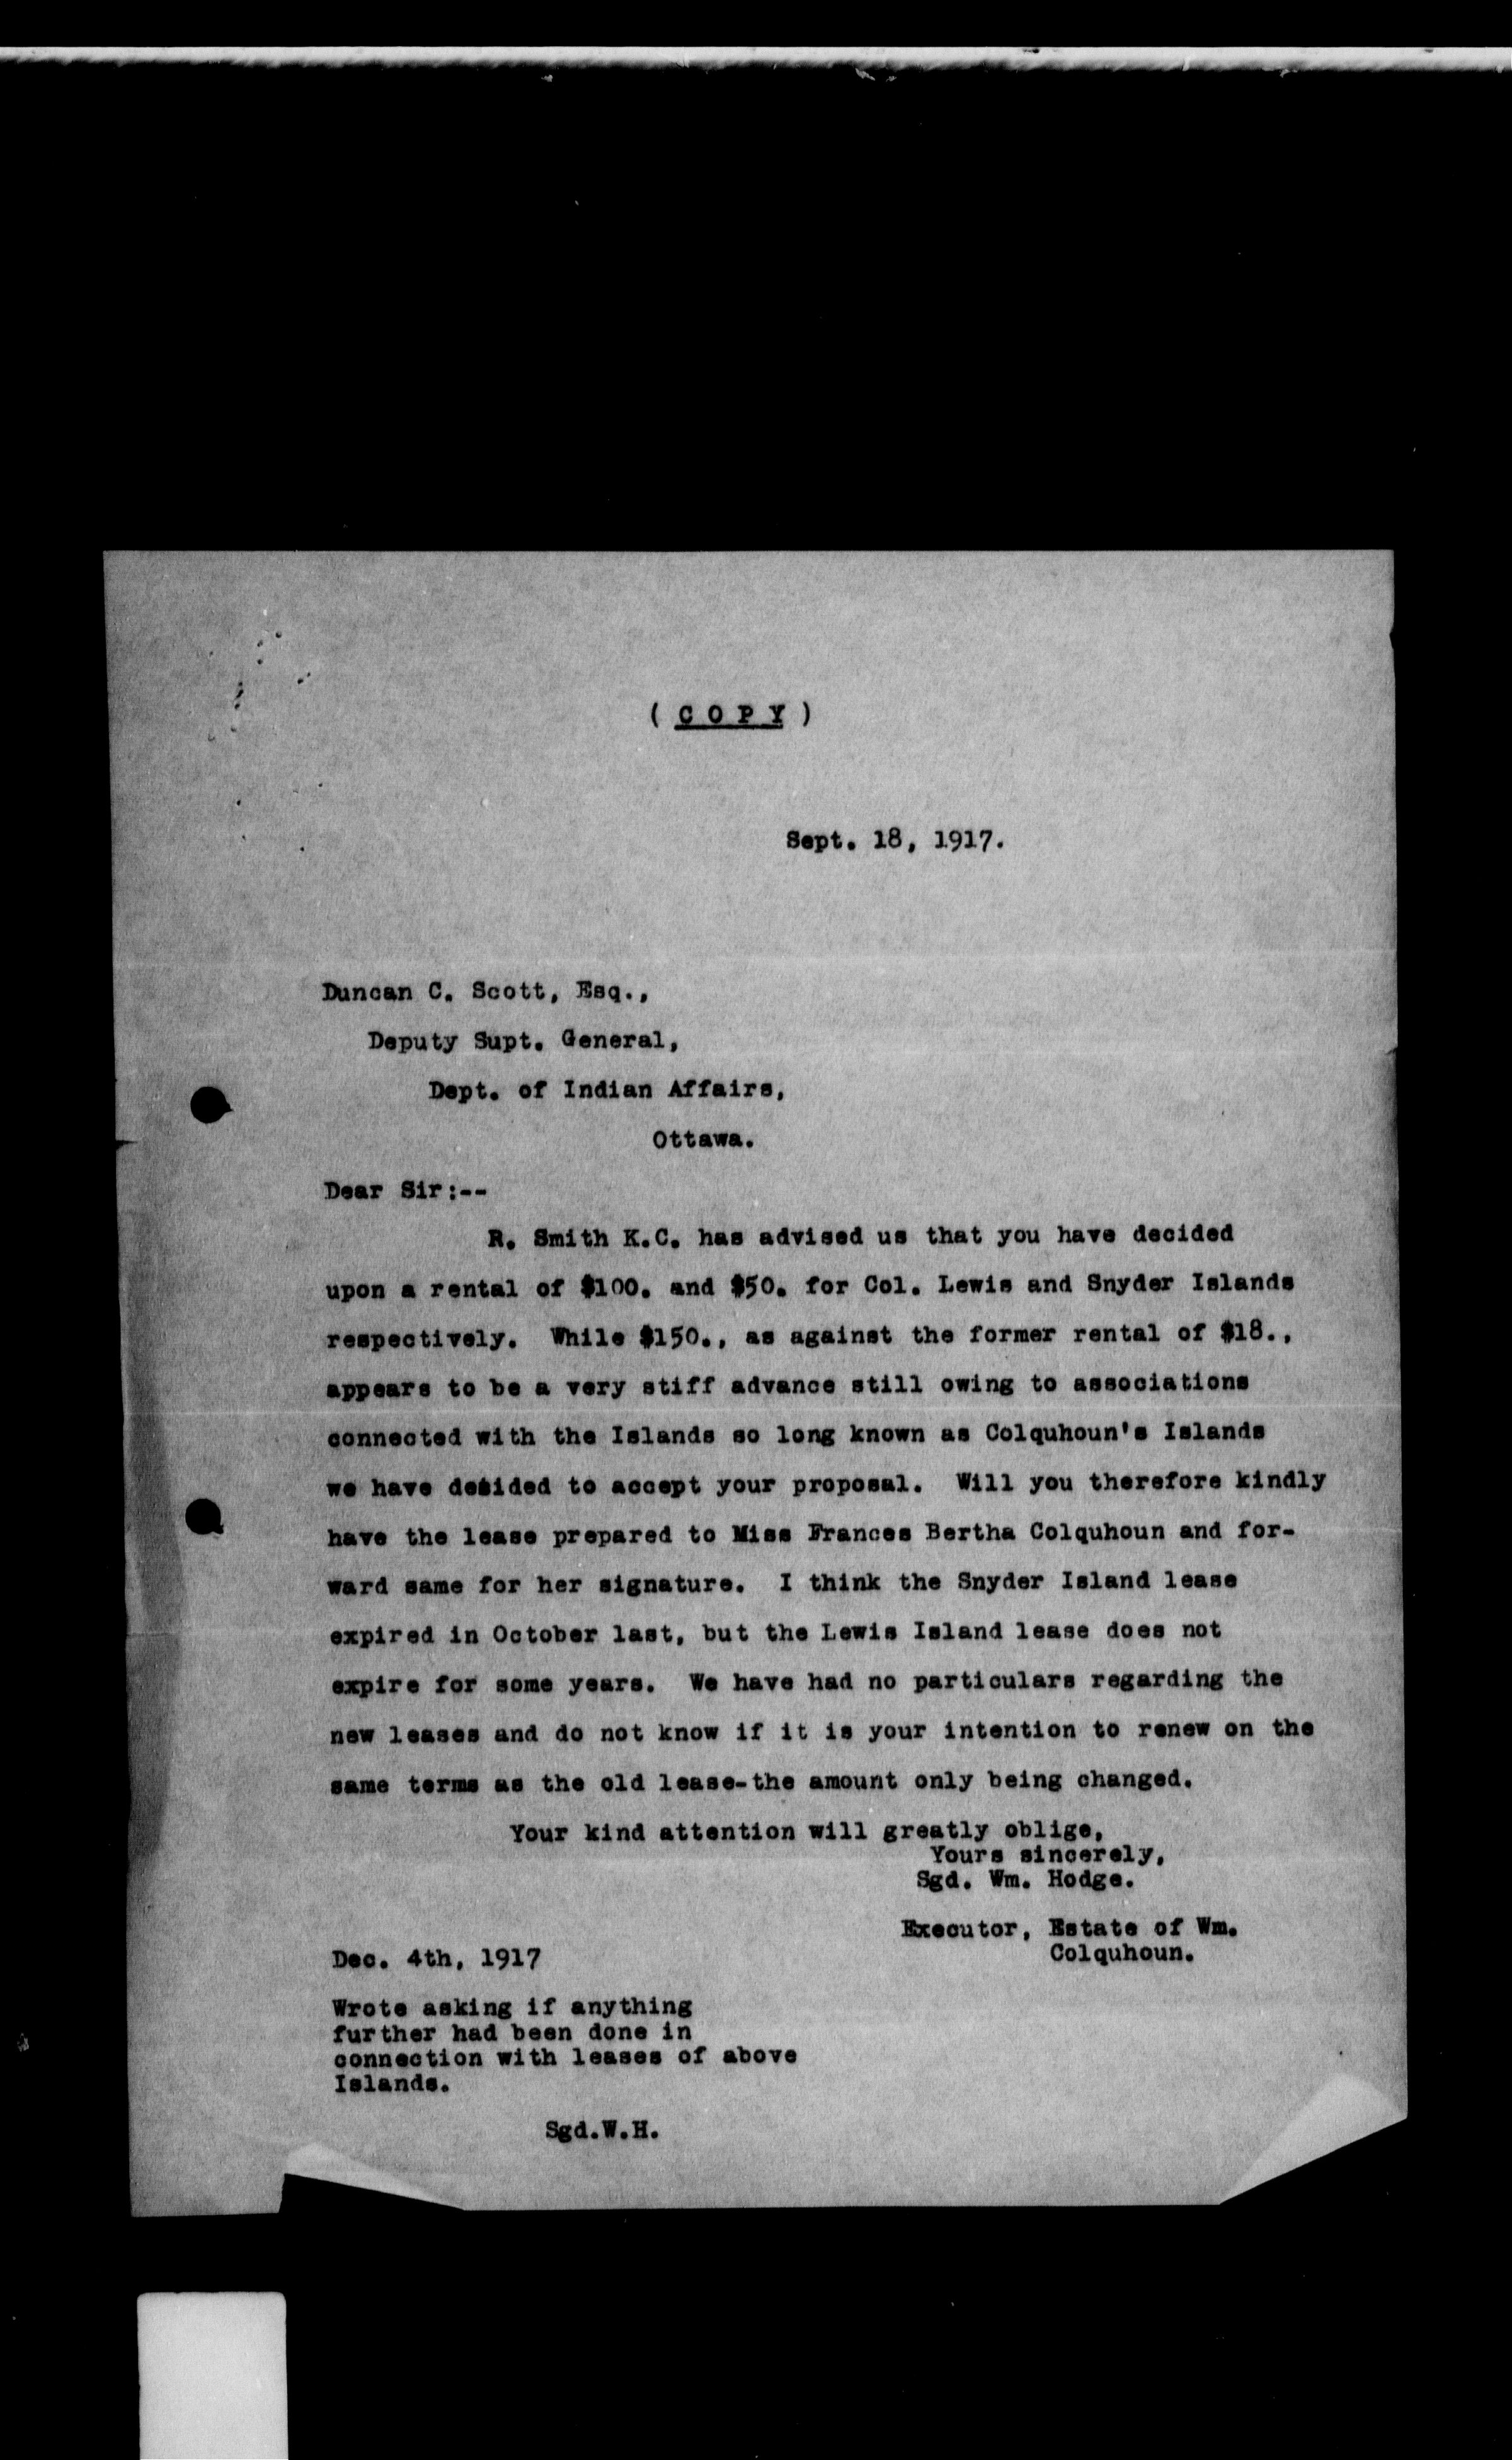 ( C O P Y )
Sept. 18, 1917.
Duncan C. Scott, Esq.,
Deputy Supt. General,
Dept. of Indian Affairs,
Ottawa.
Dear Sir:--
R. Smith K.C. has advised us that you have decided
upon a rental of $100. and $50. for Col. Lewis and Snyder Islands
respectively. While $150., as against the former rental of $18.,
appears to be a very stiff advance still owing to associations
connected with the Islands so long known as Colquhoun's Islands
we have decided to accept your proposal. Will you therefore kindly
have the lease prepared to Miss Frances Bertha Colquhoun and for-
ward same for her signature. I think the Snyder Island lease
expired in October last, but the Lewis Island lease does not
expire for some years. We have had no particulars regarding the
new leases and do not know if it is your intention to renew on the
same terms as the old lease-the amount only being changed.
Your kind attention will greatly oblige,
Yours sincerely,
Sgd. Wm. Hodge.
Executor, Estate of Wm.
Colquhoun.
Dec. 4th, 1917
Wrote asking if anything
further had been done in
connection with leases of above
Islands.
Sgd.W.H.